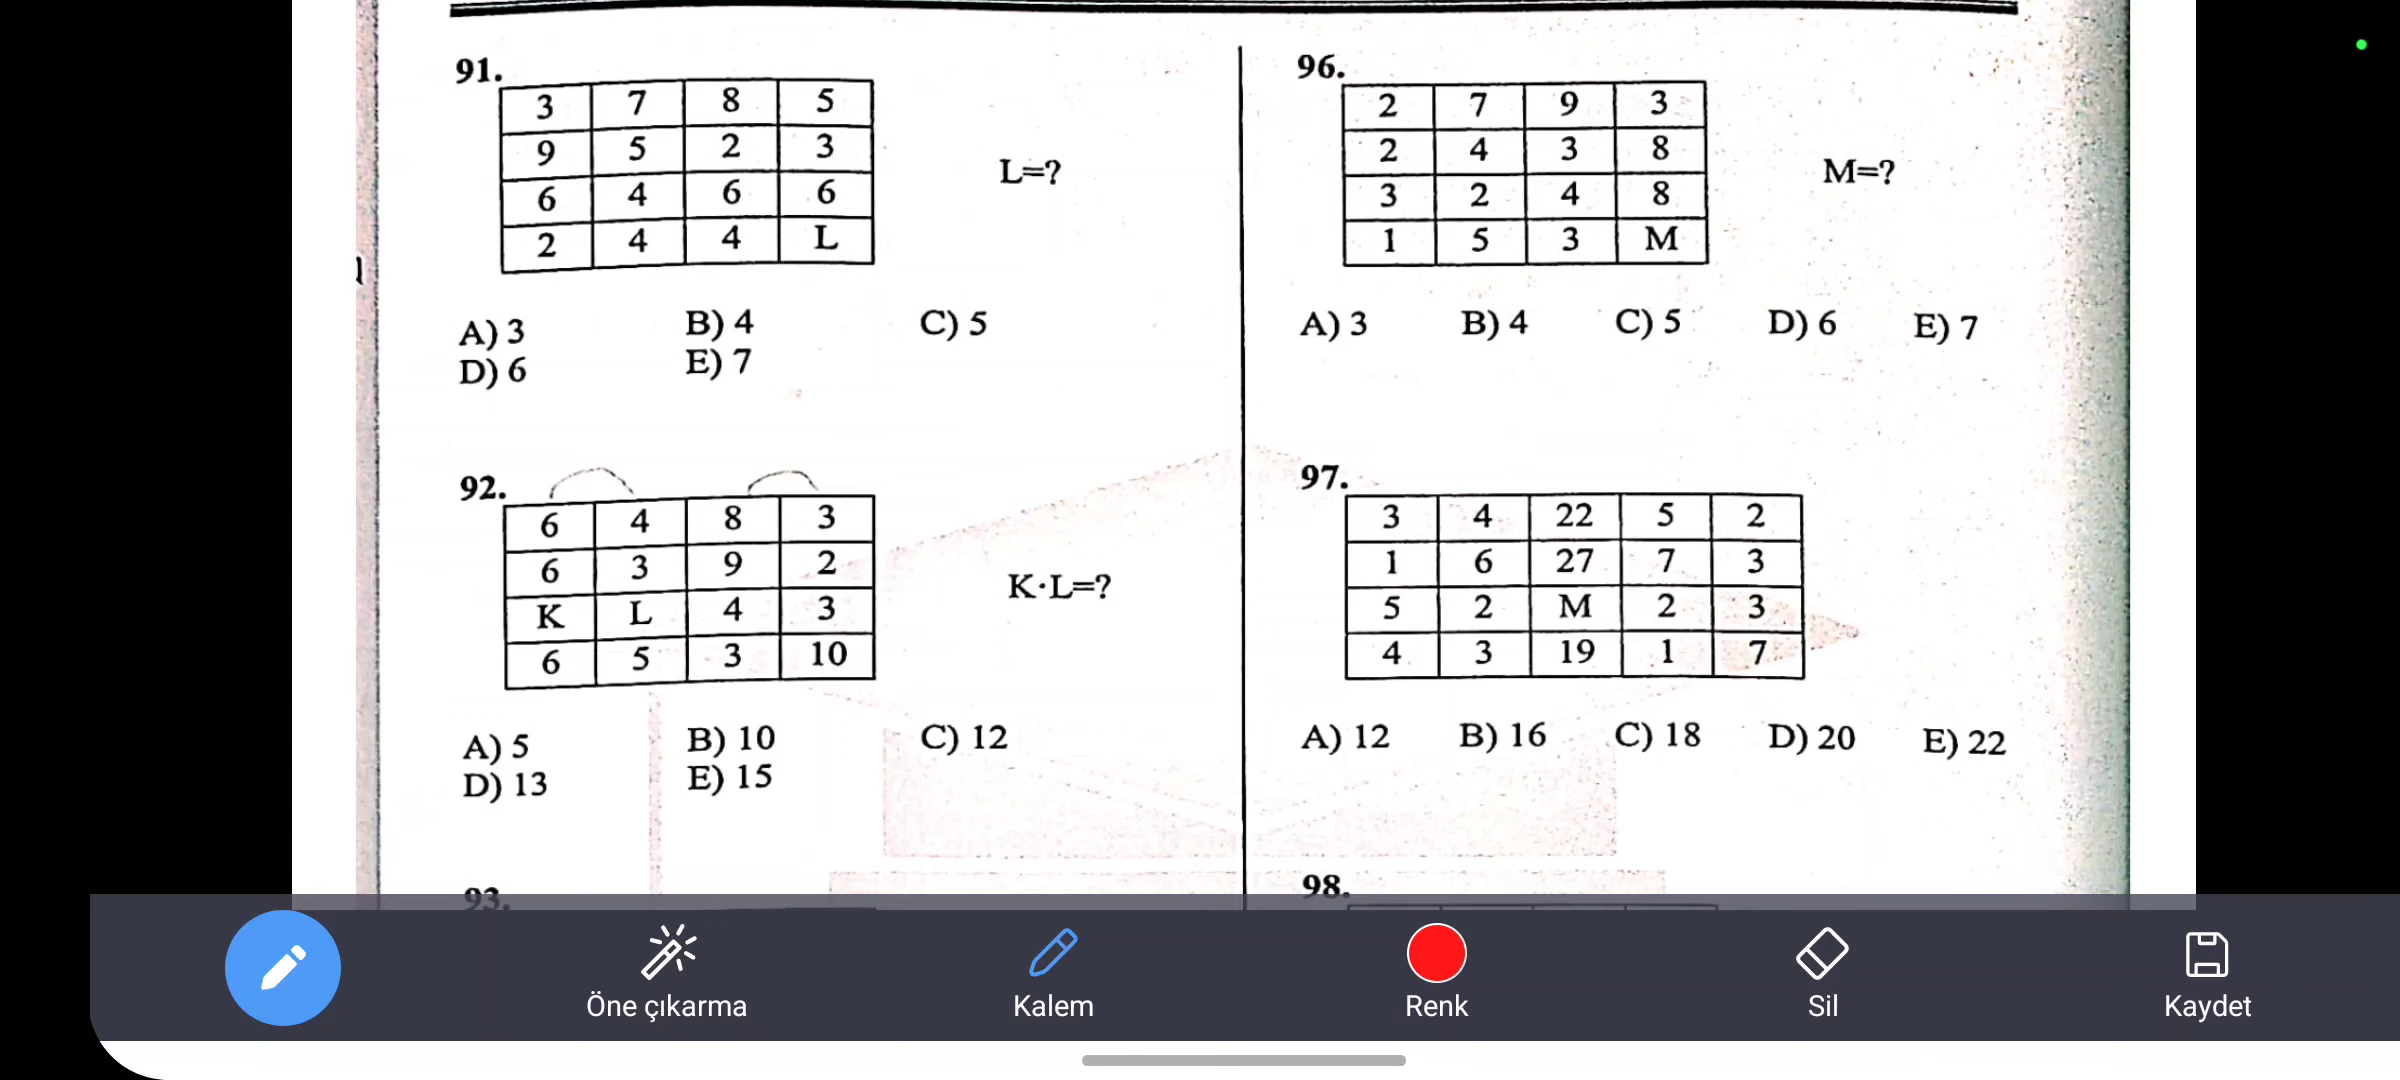 91.
3 7 8 5
9 5 2 3
6 4 6 6
2 4 4 L
L=?
A) 3 B) 4 C) 5
D) 6 E) 7
92.
6 4 8 3
6 3 9 2
K L 4 3
6 5 3 10
K·L=?
A) 5 B) 10 C) 12
D) 13 E) 15
93.
96.
2 7 9 3
2 4 3 8
3 2 4 8
1 5 3 M
M=?
A) 3 B) 4 C) 5 D) 6 E) 7
97.
3 4 22 5 2
1 6 27 7 3
5 2 M 2 3
4 3 19 1 7
A) 12 B) 16 C) 18 D) 20 E) 22
98.
Öne çıkarma Kalem Renk Sil Kaydet